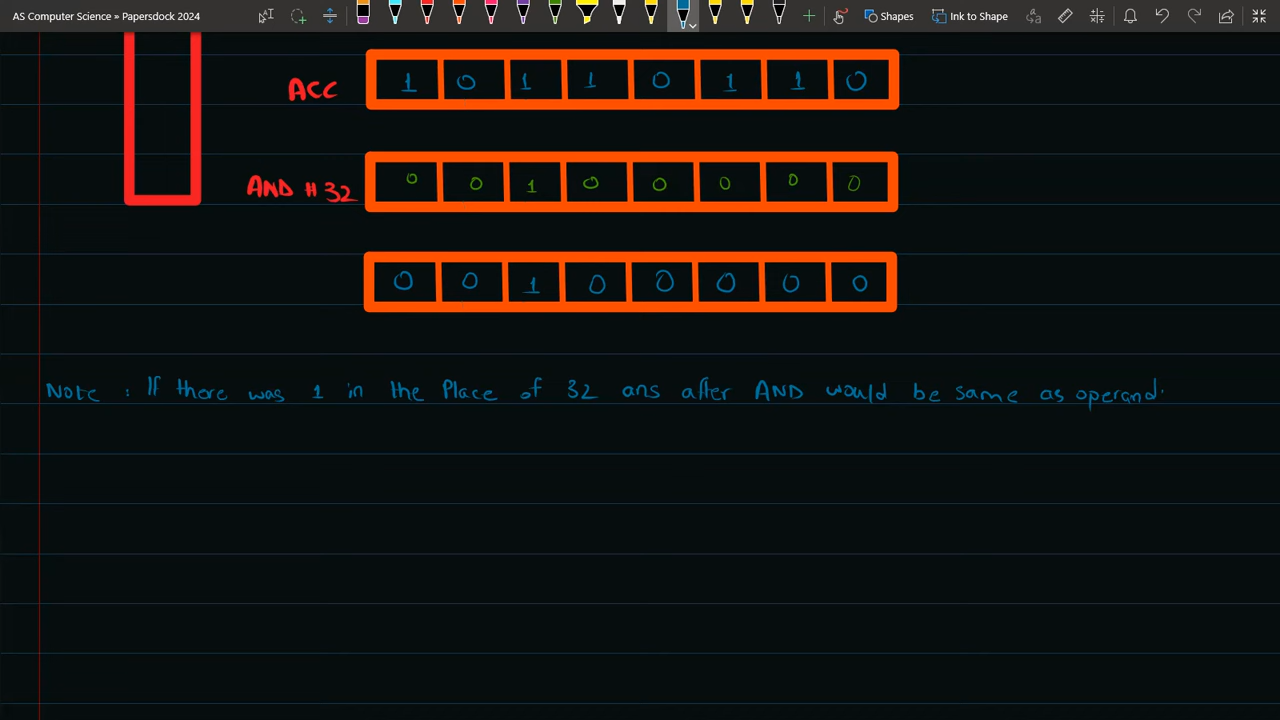 AS Computer Science » Papersdock 2024
Shapes
Ink to Shape
ACC 1 0 1 1 0 1 1 0
AND #32 0 0 1 0 0 0 0 0
0 0 1 0 0 0 0 0
Note : If there was 1 in the Place of 32 ans after AND would be same as operand.